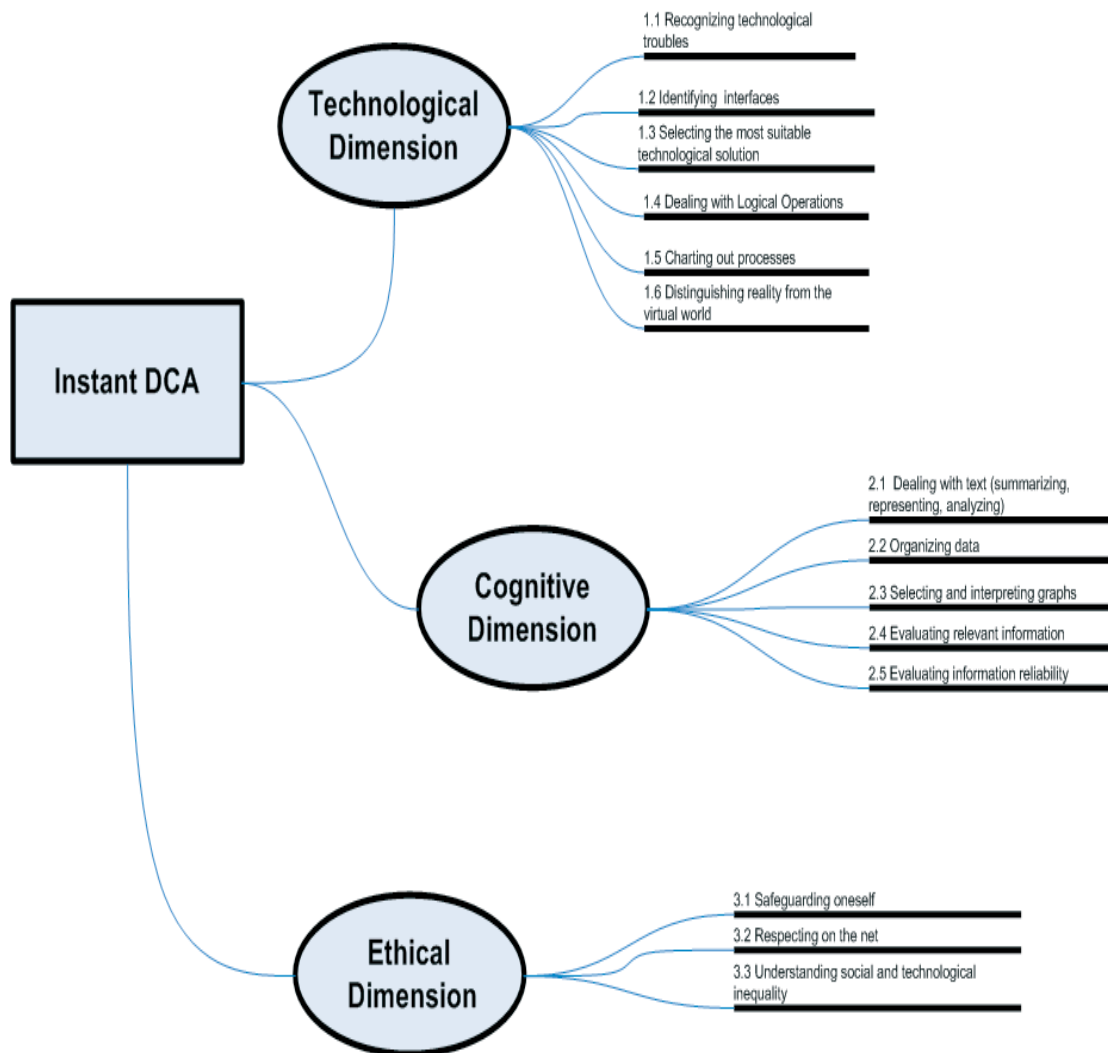 1.1 Recognizing technological
troubles
Technological
Dimension
1.2 Identifying interfaces
1.3 Selecting the most suitable
technological solution
1.4 Dealing with Logical Operations
1.5 Charting out processes
1.6 Distinguishing reality from the
virtual world
Instant DCA
Cognitive
Dimension
2.1 Dealing with text (summarizing,
representing, analyzing)
2.2 Organizing data
2.3 Selecting and interpreting graphs
2.4 Evaluating relevant information
2.5 Evaluating information reliability
Ethical
Dimension
3.1 Safeguarding oneself
3.2 Respecting on the net
3.3 Understanding social and technological
inequality